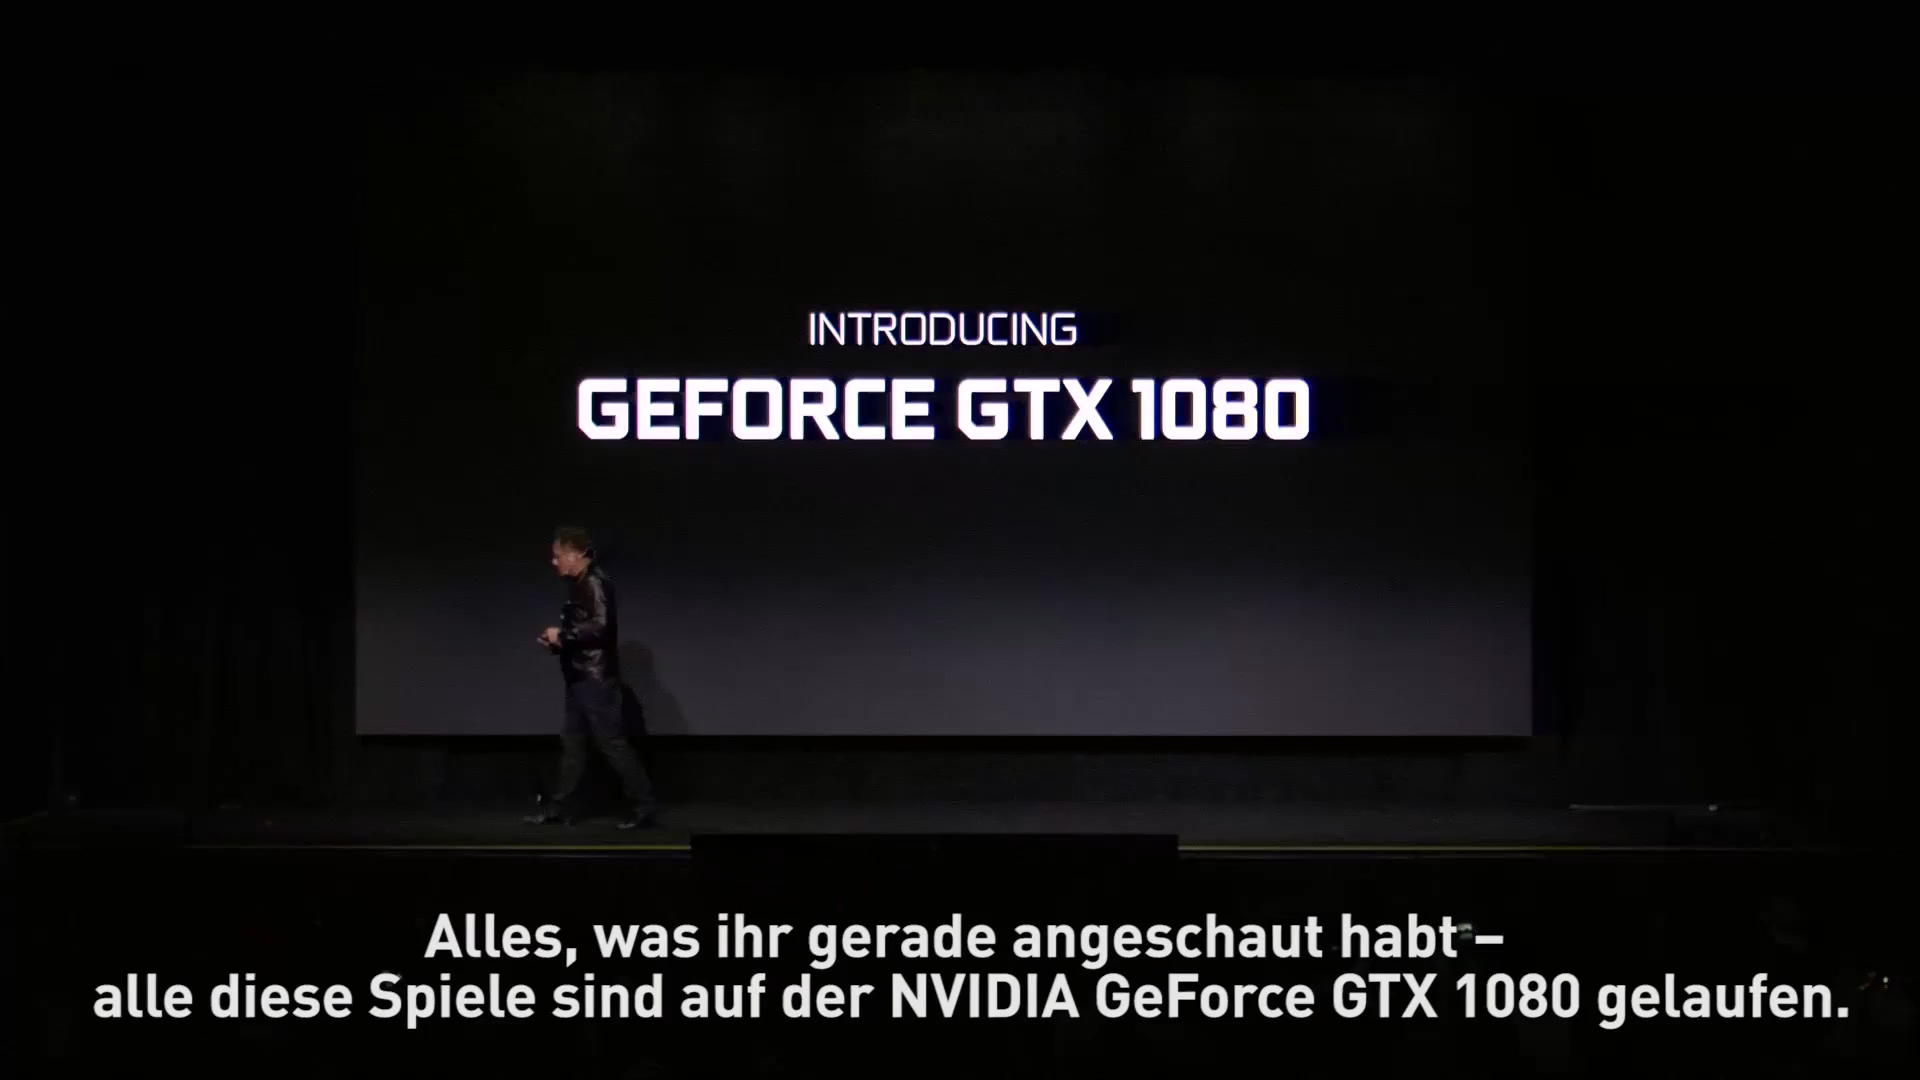 INTRODUCING
GEFORCE GTX 1080
Alles, was ihr gerade angeschaut habt –
alle diese Spiele sind auf der NVIDIA GeForce GTX 1080 gelaufen.